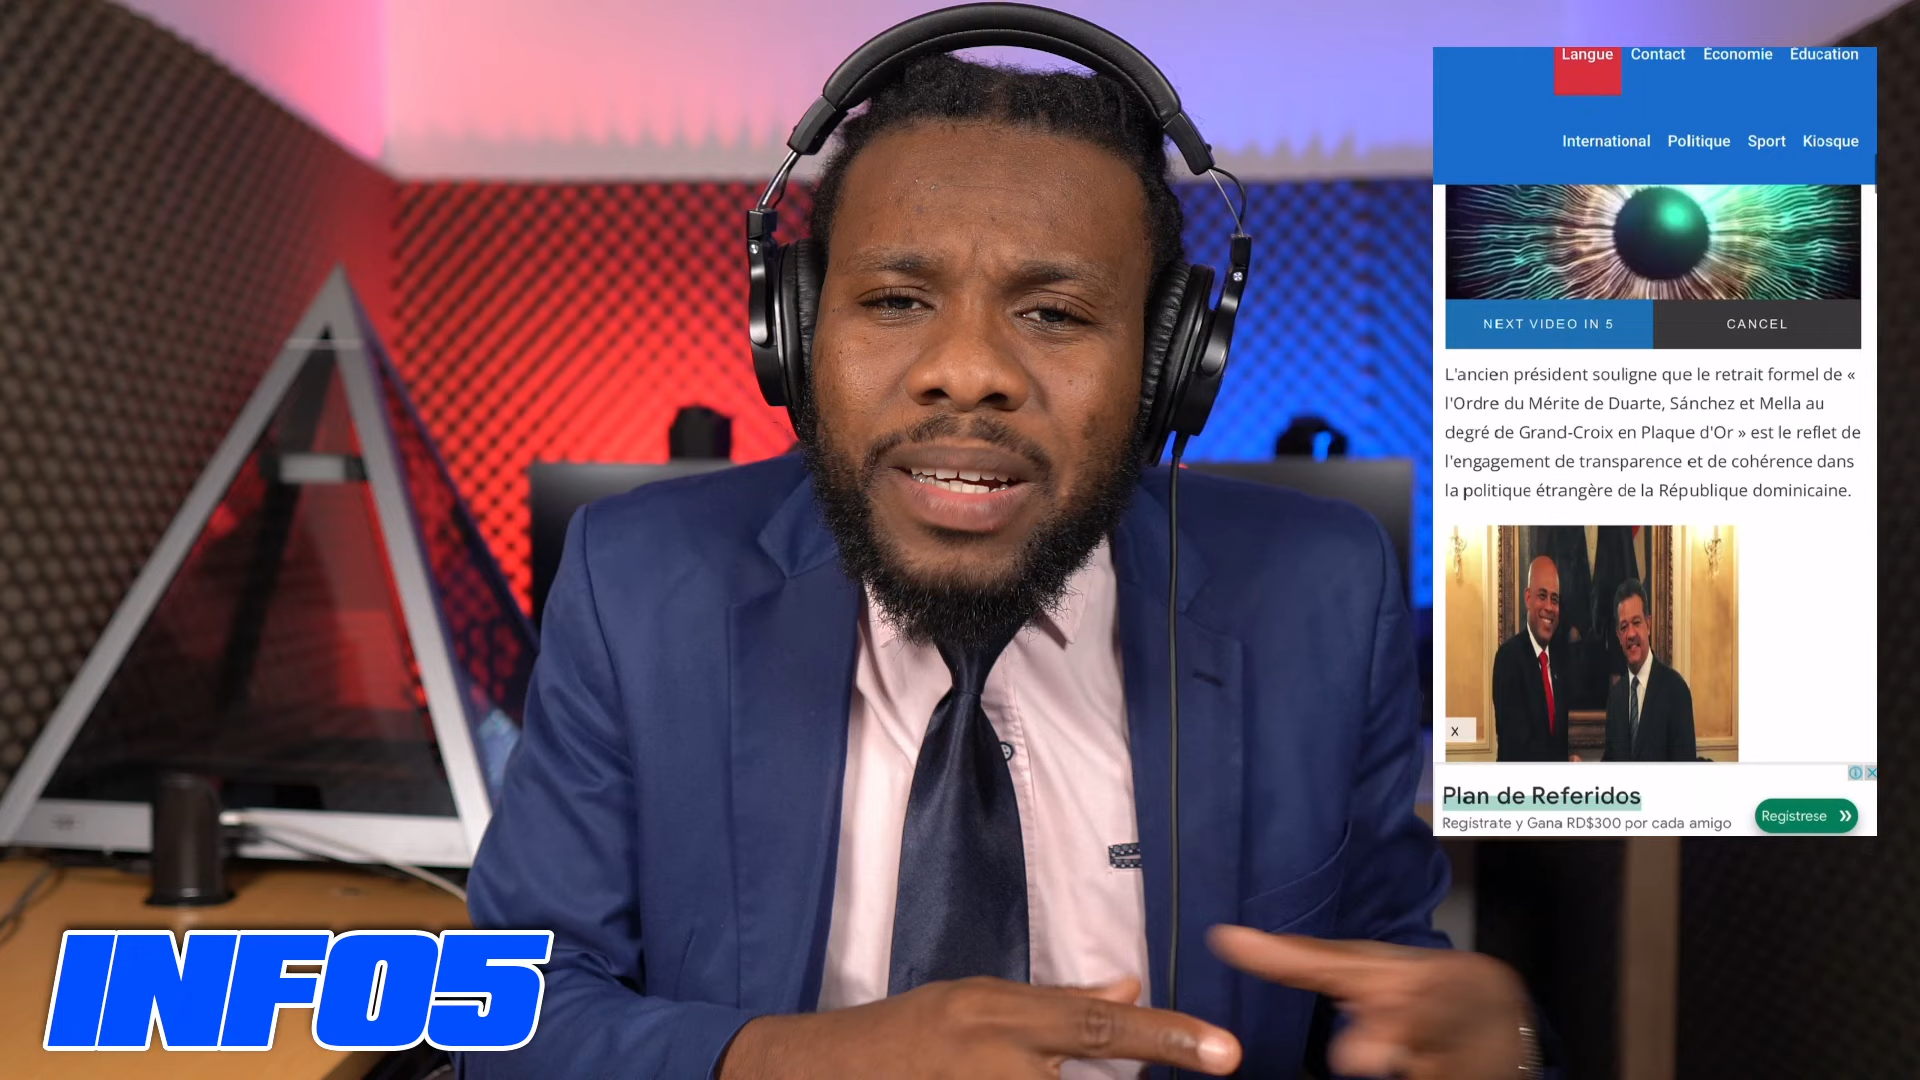 Langue Contact Économie Éducation
International Politique Sport Kiosque
NEXT VIDEO IN 5 CANCEL
L'ancien président souligne que le retrait formel de «
l'Ordre du Mérite de Duarte, Sánchez et Mella au
degré de Grand-Croix en Plaque d'Or » est le reflet de
l'engagement de transparence et de cohérence dans
la politique étrangère de la République dominicaine.
X
Plan de Referidos
Regístrate y Gana RD$300 por cada amigo
Regístrese »
INFO5